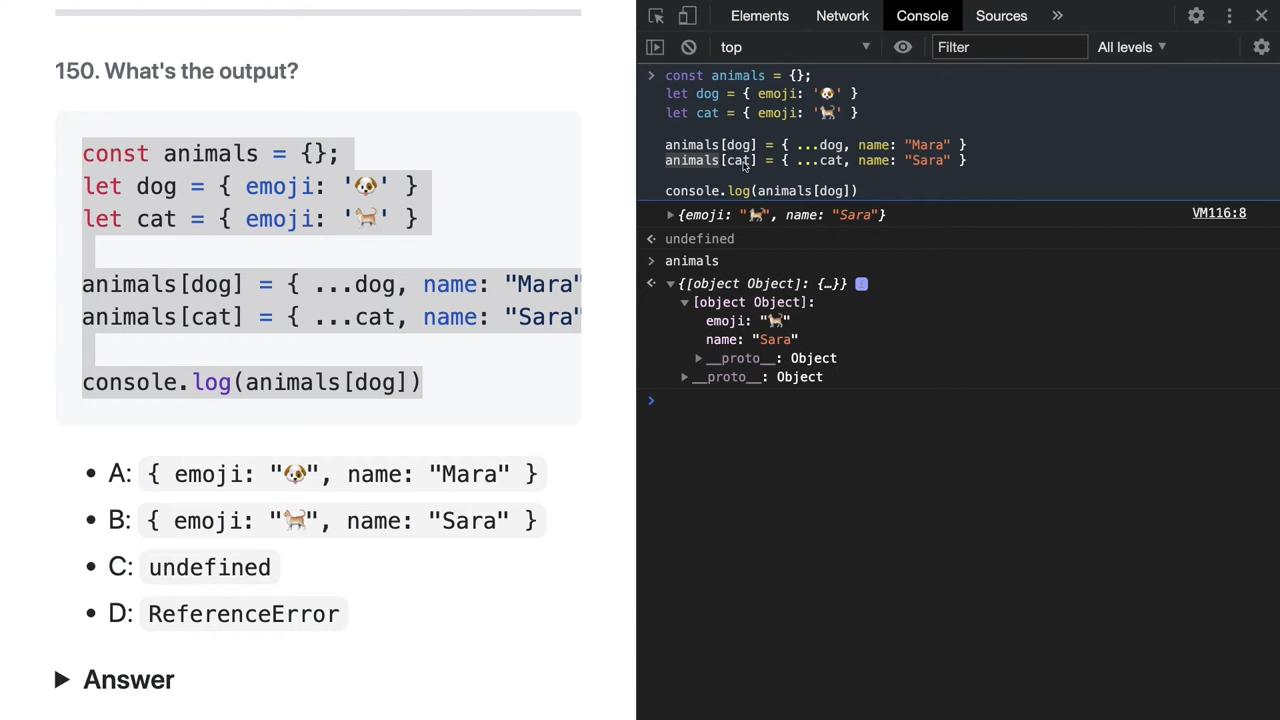 150. What's the output?
const animals = {};
let dog = { emoji: '🐶' }
let cat = { emoji: '🐈' }
animals[dog] = { ...dog, name: "Mara"
animals[cat] = { ...cat, name: "Sara"
console.log(animals[dog])
• A: { emoji: "🐶", name: "Mara" }
• B: { emoji: "🐈", name: "Sara" }
• C: undefined
• D: ReferenceError
▶ Answer
Elements Network Console Sources »
top ▼ Filter All levels ▼
> const animals = {};
let dog = { emoji: '🐶' }
let cat = { emoji: '🐈' }
animals[dog] = { ...dog, name: "Mara" }
animals[cat] = { ...cat, name: "Sara" }
console.log(animals[dog])
▶ {emoji: "🐈", name: "Sara"} VM116:8
undefined
> animals
▼ {[object Object]: {…}} i
▼ [object Object]:
emoji: "🐈"
name: "Sara"
▶ __proto__: Object
▶ __proto__: Object
>